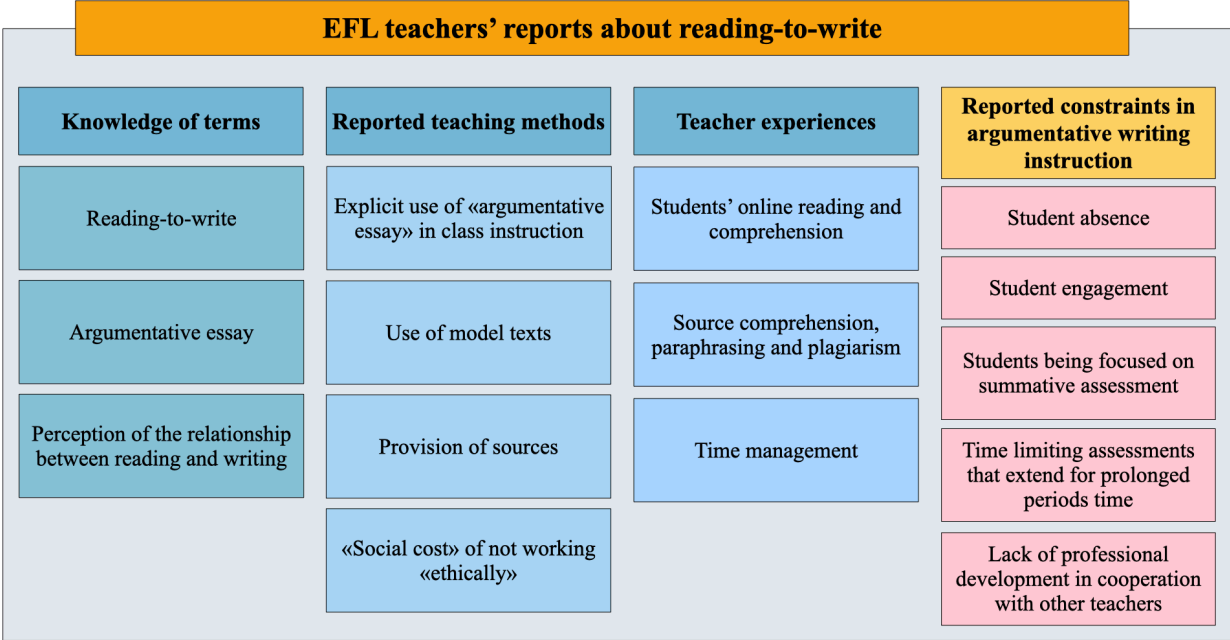 EFL teachers’ reports about reading-to-write
Knowledge of terms
Reading-to-write
Argumentative essay
Perception of the relationship
between reading and writing
Reported teaching methods
Explicit use of «argumentative
essay» in class instruction
Use of model texts
Provision of sources
«Social cost» of not working
«ethically»
Teacher experiences
Students’ online reading and
comprehension
Source comprehension,
paraphrasing and plagiarism
Time management
Reported constraints in
argumentative writing
instruction
Student absence
Student engagement
Students being focused on
summative assessment
Time limiting assessments
that extend for prolonged
periods time
Lack of professional
development in cooperation
with other teachers